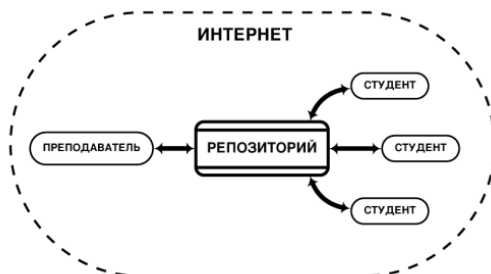 ИНТЕРНЕТ
СТУДЕНТ
ПРЕПОДАВАТЕЛЬ
РЕПОЗИТОРИЙ
СТУДЕНТ
СТУДЕНТ